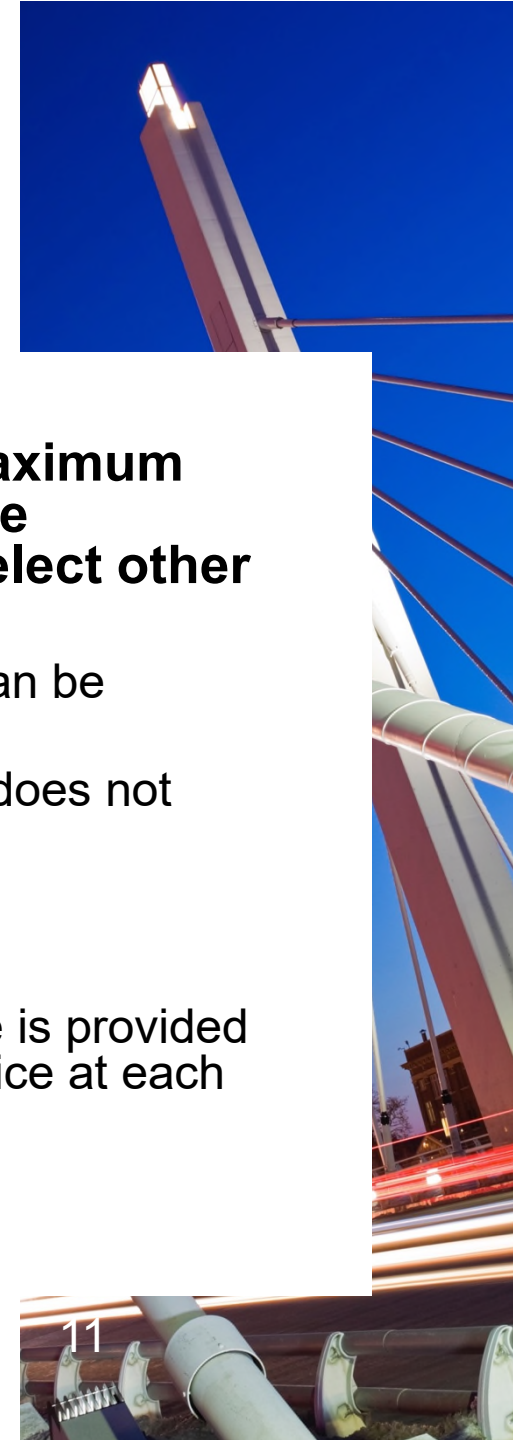 aximum
e
elect other
an be
does not
e is provided
ice at each
11